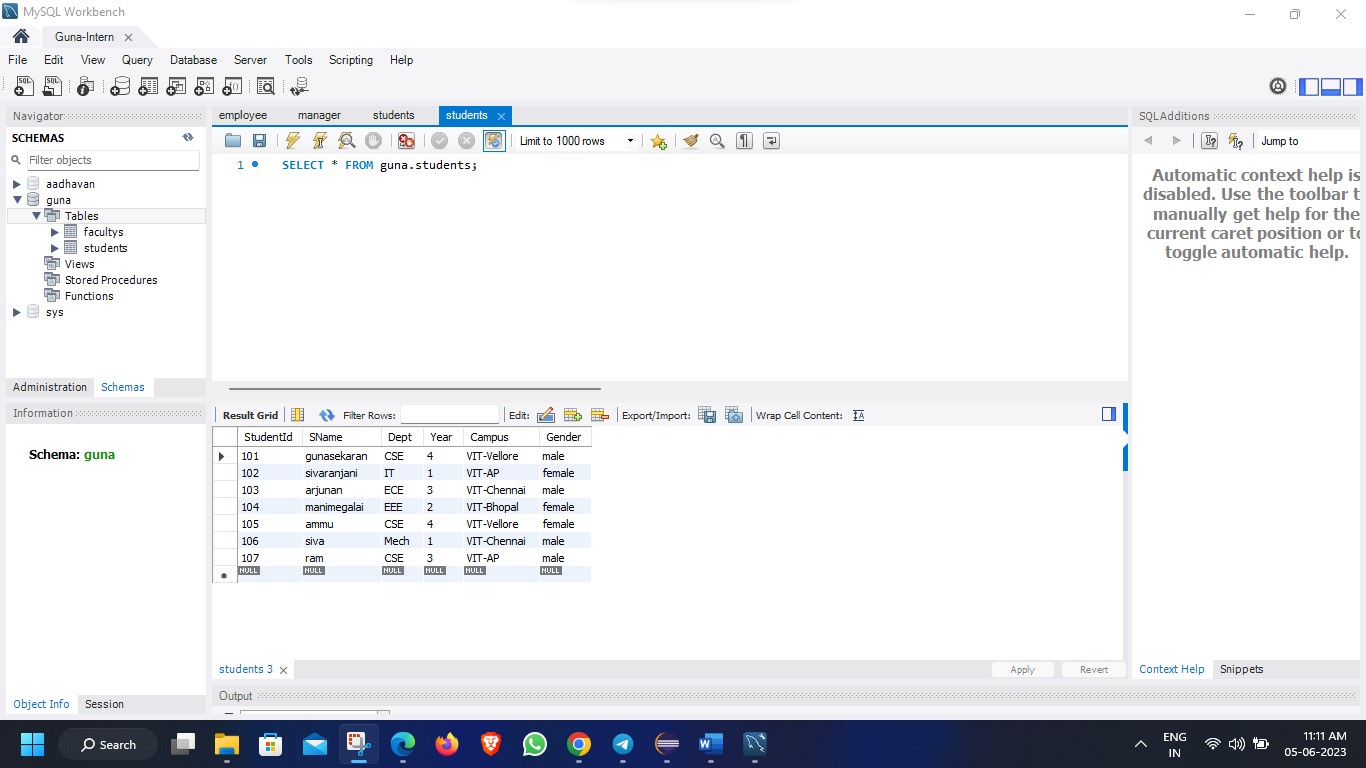 MySQL Workbench
Guna-Intern
File Edit View Query Database Server Tools Scripting Help
Navigator
SCHEMAS
Filter objects
aadhavan
guna
Tables
facultys
students
Views
Stored Procedures
Functions
sys
Administration Schemas
Information
Schema: guna
Object Info Session
employee manager students students
Limit to 1000 rows
1 SELECT * FROM guna.students;
Result Grid Filter Rows: Edit: Export/Import: Wrap Cell Content:
StudentId SName Dept Year Campus Gender
101 gunasekaran CSE 4 VIT-Vellore male
102 sivaranjani IT 1 VIT-AP female
103 arjunan ECE 3 VIT-Chennai male
104 manimegalai EEE 2 VIT-Bhopal female
105 ammu CSE 4 VIT-Vellore female
106 siva Mech 1 VIT-Chennai male
107 ram CSE 3 VIT-AP male
NULL NULL NULL NULL NULL NULL
students 3
Apply Revert
Output
SQLAdditions
Jump to
Automatic context help is
disabled. Use the toolbar t
manually get help for the
current caret position or to
toggle automatic help.
Context Help Snippets
Search
ENG
IN
11:11 AM
05-06-2023